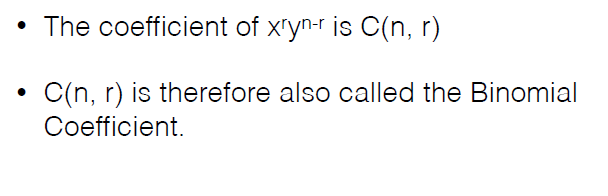 • The coefficient of xʳyⁿ⁻ʳ is C(n, r)
• C(n, r) is therefore also called the Binomial
Coefficient.